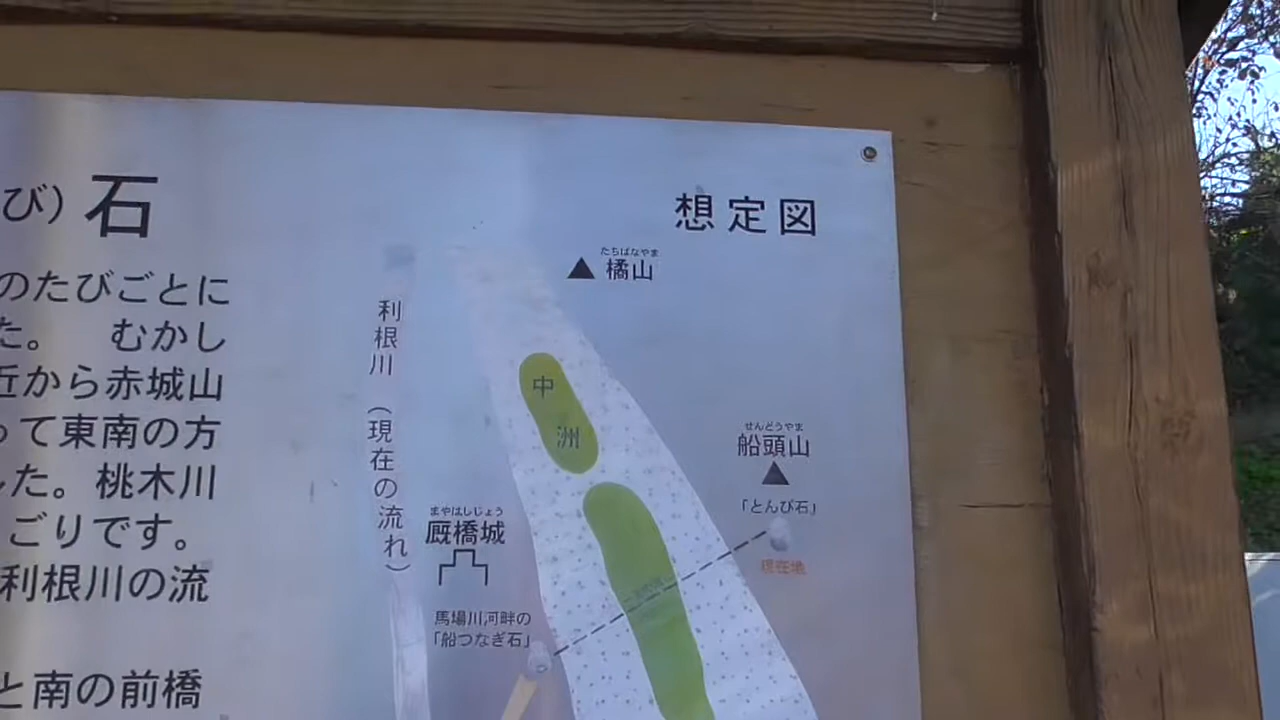 び）石
のたびごとに
た。　むかし
近から赤城山
って東南の方
した。桃木川
ごりです。
利根川の流
と南の前橋
想定図
たちばなやま
▲橘山
利根川（現在の流れ）
中洲
せんどうやま
船頭山
▲
「とんび石」
現在地
まやはしじょう
厩橋城
馬場川河畔の
「船つなぎ石」